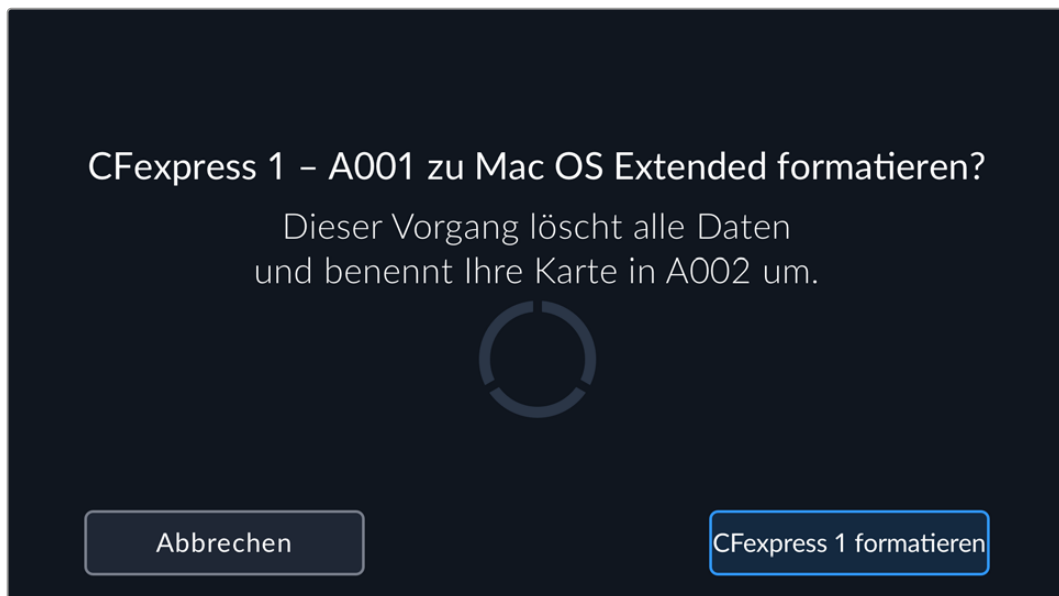 CFexpress 1 – A001 zu Mac OS Extended formatieren?
Dieser Vorgang löscht alle Daten
und benennt Ihre Karte in A002 um.
Abbrechen
CFexpress 1 formatieren